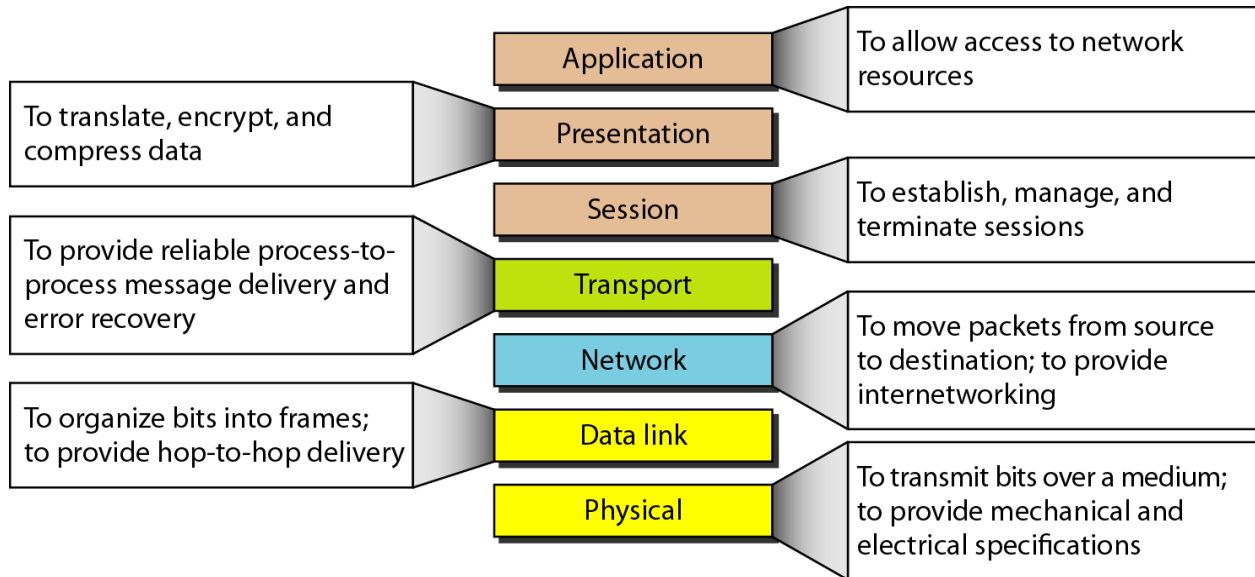 Application
To allow access to network
resources
To translate, encrypt, and
compress data
Presentation
Session
To establish, manage, and
terminate sessions
To provide reliable process-to-
process message delivery and
error recovery
Transport
Network
To move packets from source
to destination; to provide
internetworking
To organize bits into frames;
to provide hop-to-hop delivery
Data link
Physical
To transmit bits over a medium;
to provide mechanical and
electrical specifications